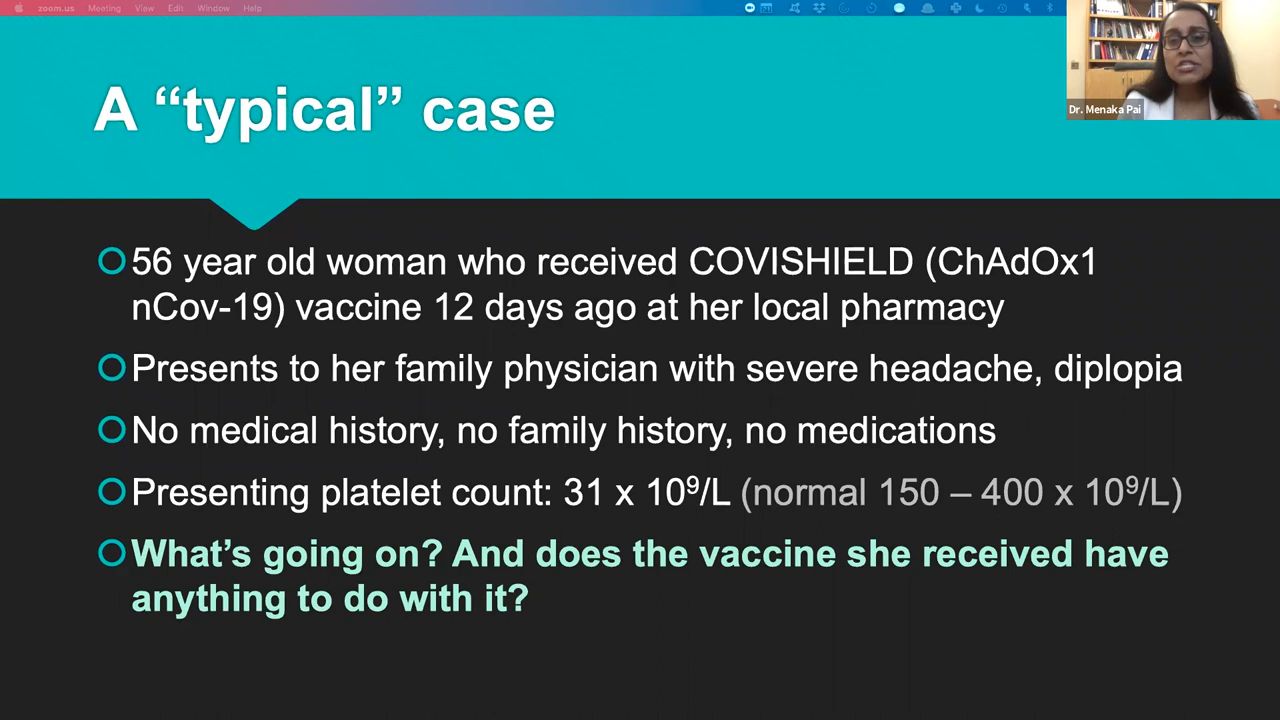 zoom.us Meeting View Edit Window Help
Dr. Menaka Pai
A “typical” case
56 year old woman who received COVISHIELD (ChAdOx1
nCov-19) vaccine 12 days ago at her local pharmacy
Presents to her family physician with severe headache, diplopia
No medical history, no family history, no medications
Presenting platelet count: 31 x 10⁹/L (normal 150 – 400 x 10⁹/L)
What’s going on? And does the vaccine she received have
anything to do with it?